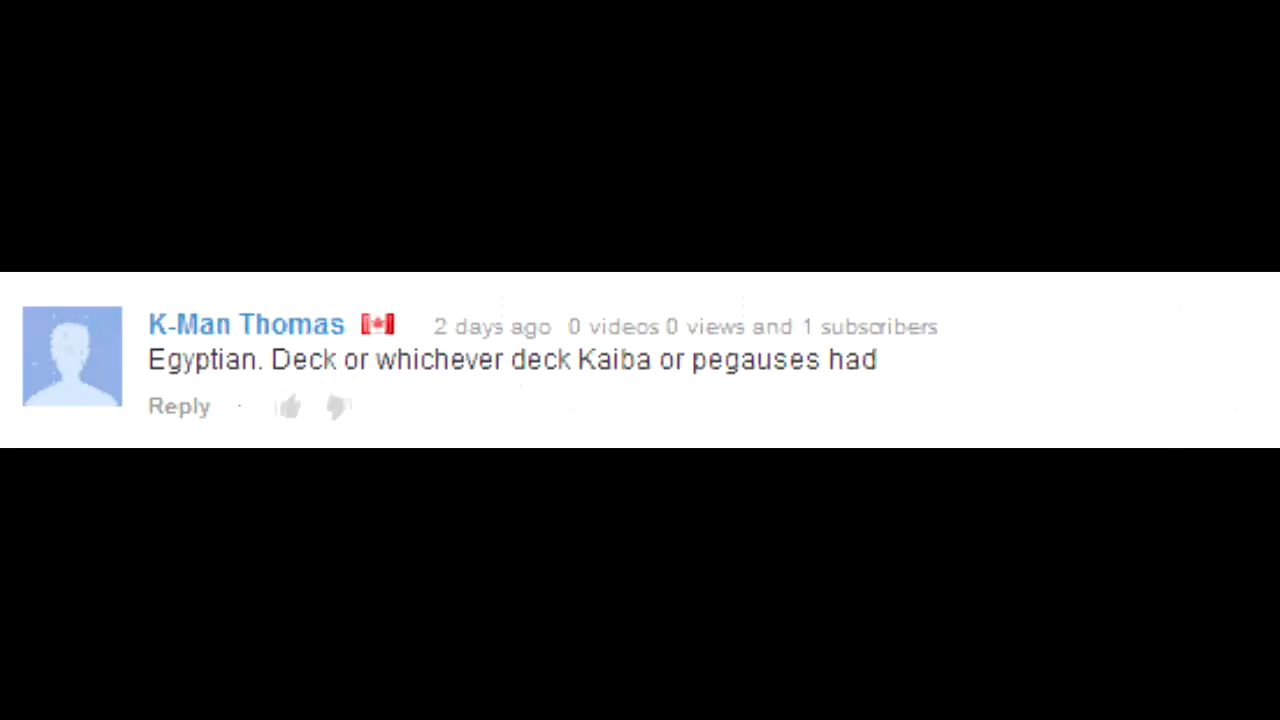 K-Man Thomas 2 days ago 0 videos 0 views and 1 subscribers
Egyptian. Deck or whichever deck Kaiba or pegauses had
Reply ·